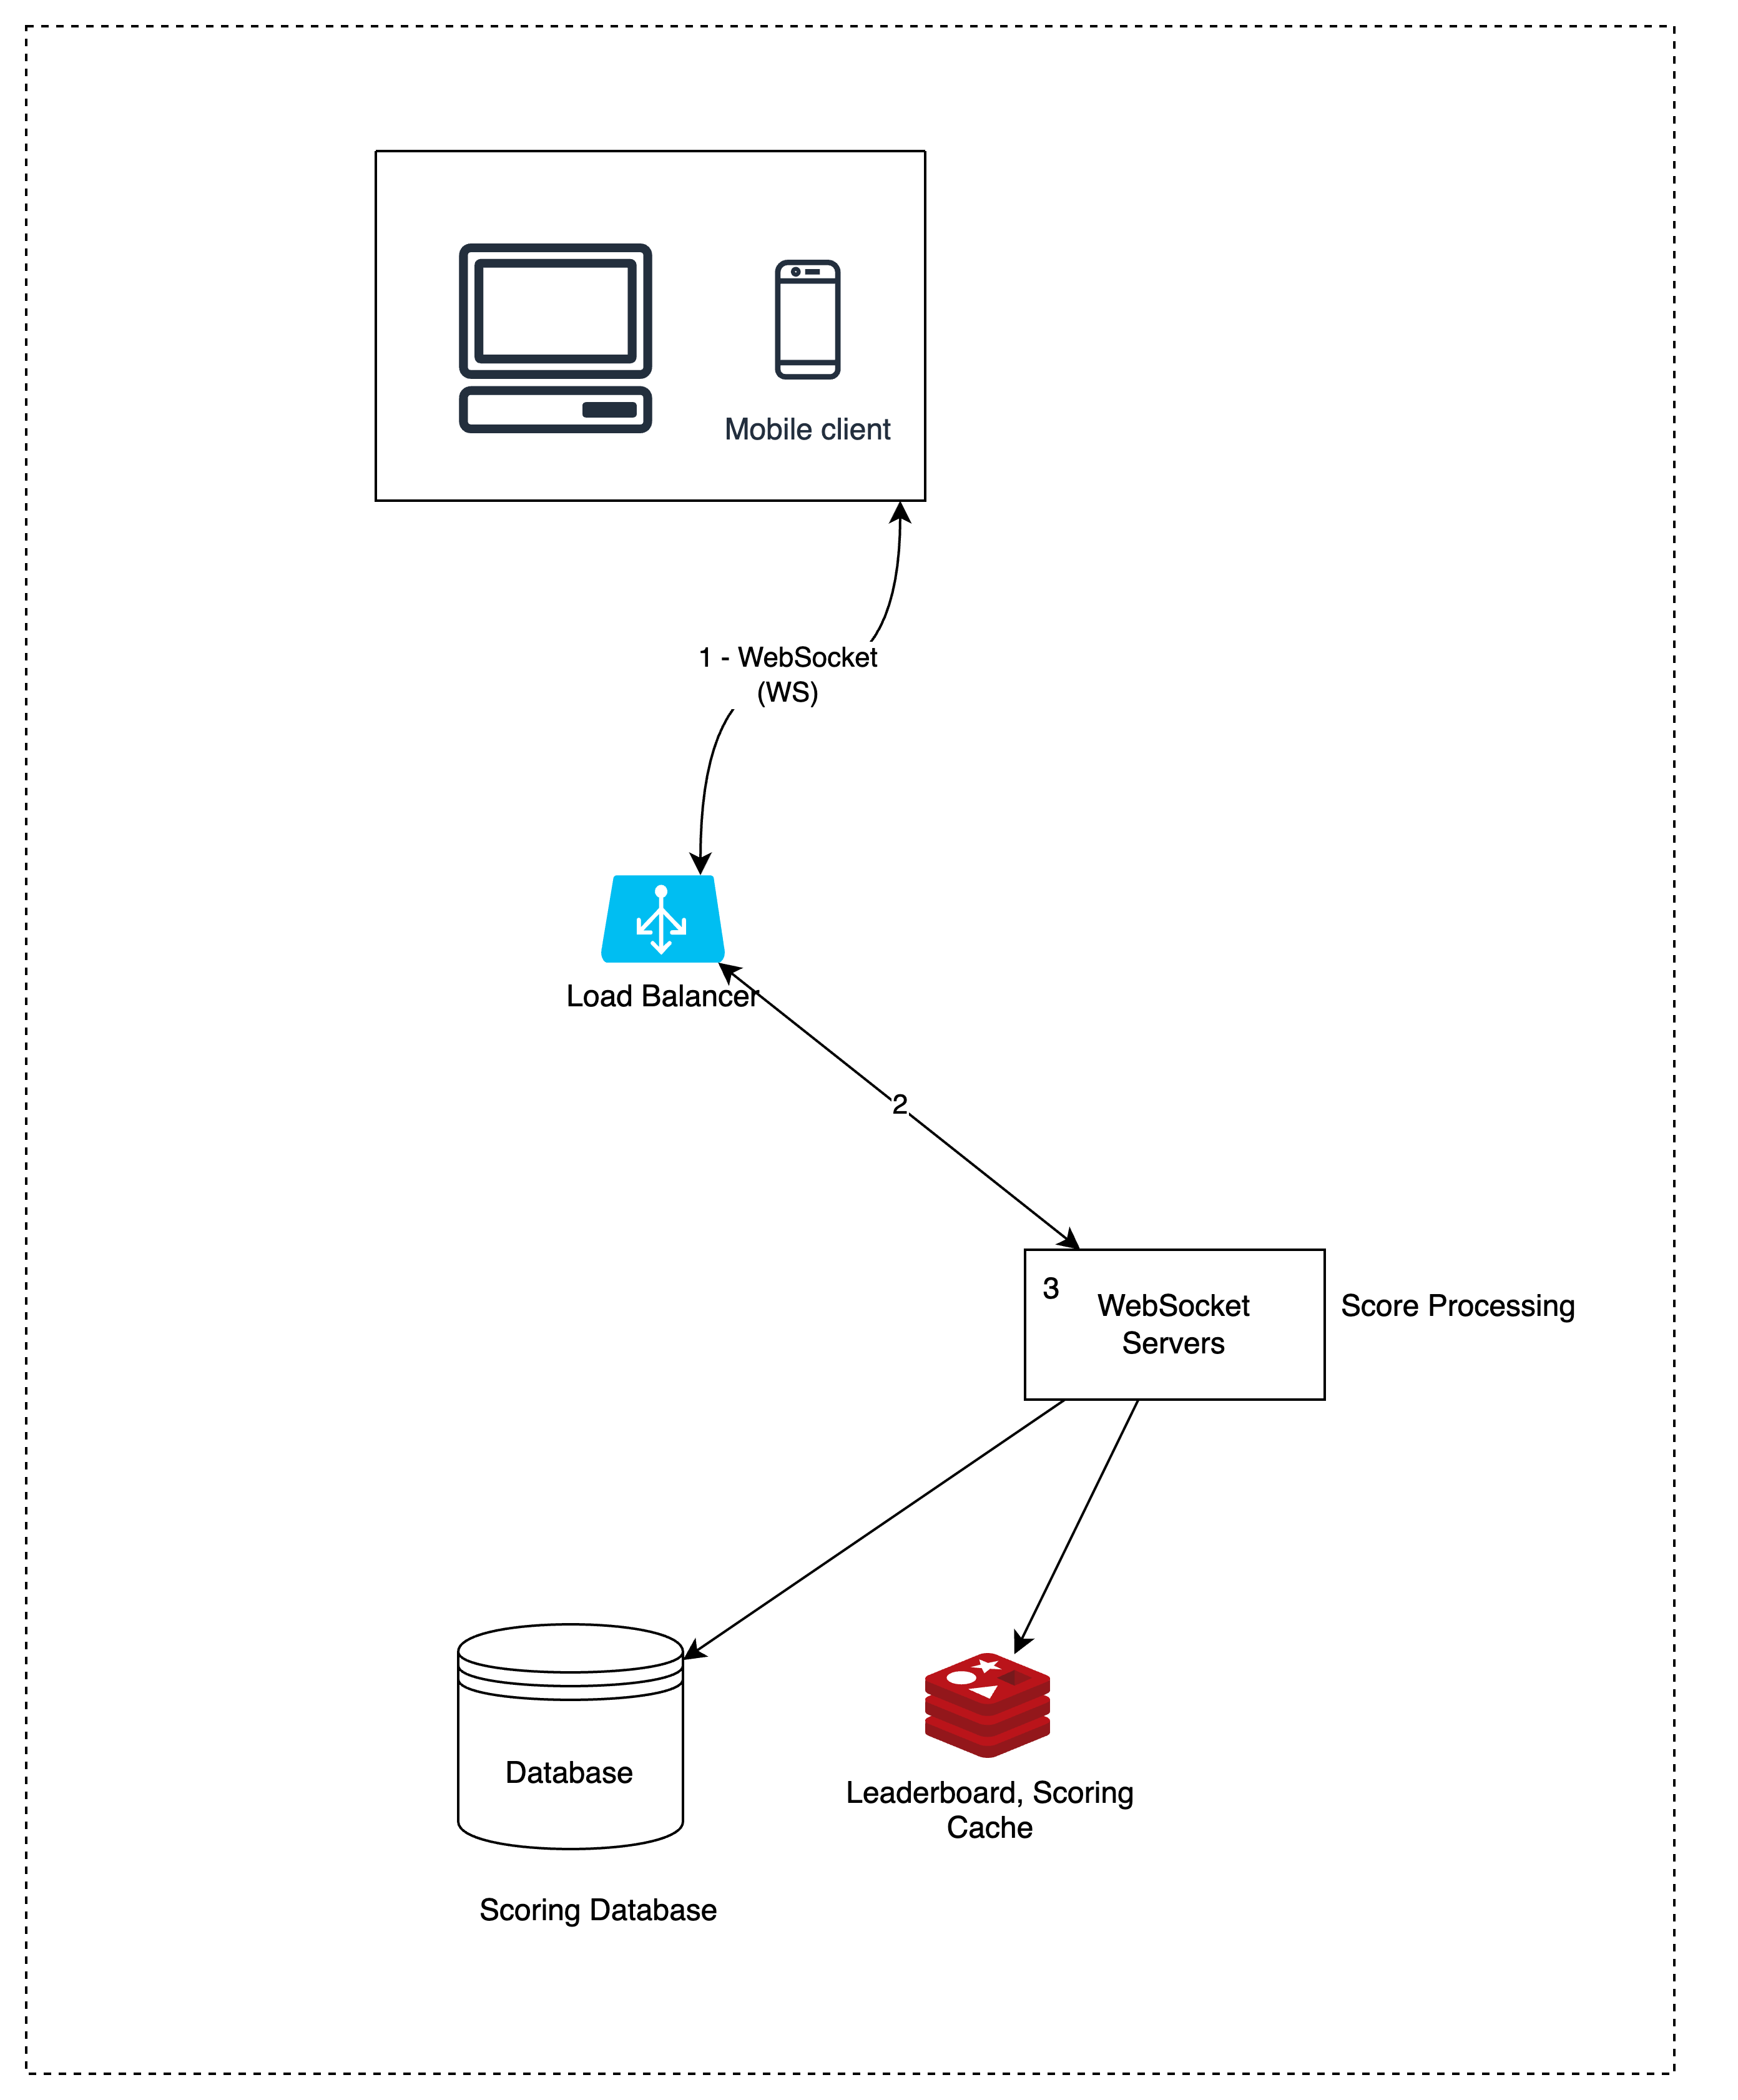 Mobile client
1 - WebSocket
(WS)
Load Balancer
2
3
WebSocket
Servers
Score Processing
Database
Leaderboard, Scoring
Cache
Scoring Database